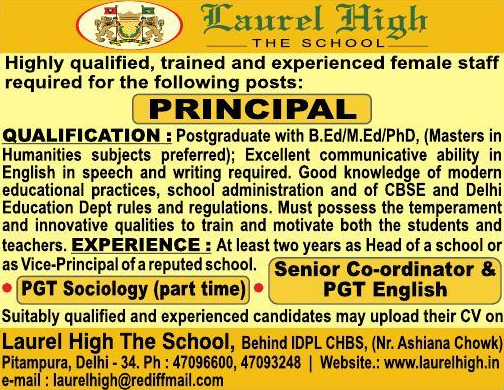 Laurel High
THE SCHOOL
Highly qualified, trained and experienced female staff
required for the following posts:
PRINCIPAL
QUALIFICATION : Postgraduate with B.Ed/M.Ed/PhD, (Masters in
Humanities subjects preferred); Excellent communicative ability in
English in speech and writing required. Good knowledge of modern
educational practices, school administration and of CBSE and Delhi
Education Dept rules and regulations. Must possess the temperament
and innovative qualities to train and motivate both the students and
teachers. EXPERIENCE : At least two years as Head of a school or
as Vice-Principal of a reputed school.
• PGT Sociology (part time)
• Senior Co-ordinator &
PGT English
Suitably qualified and experienced candidates may upload their CV on
Laurel High The School, Behind IDPL CHBS, (Nr. Ashiana Chowk)
Pitampura, Delhi - 34. Ph : 47096600, 47093248 | Website.: www.laurelhigh.in
e-mail : laurelhigh@rediffmail.com